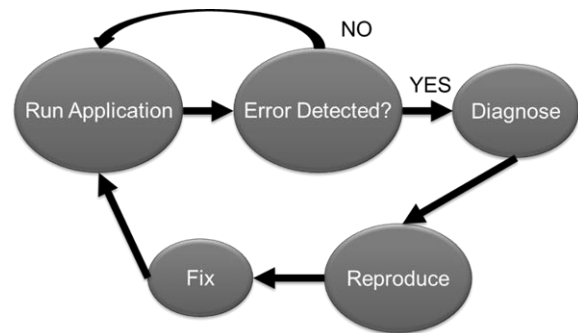 NO
Run Application
Error Detected?
YES
Diagnose
Reproduce
Fix